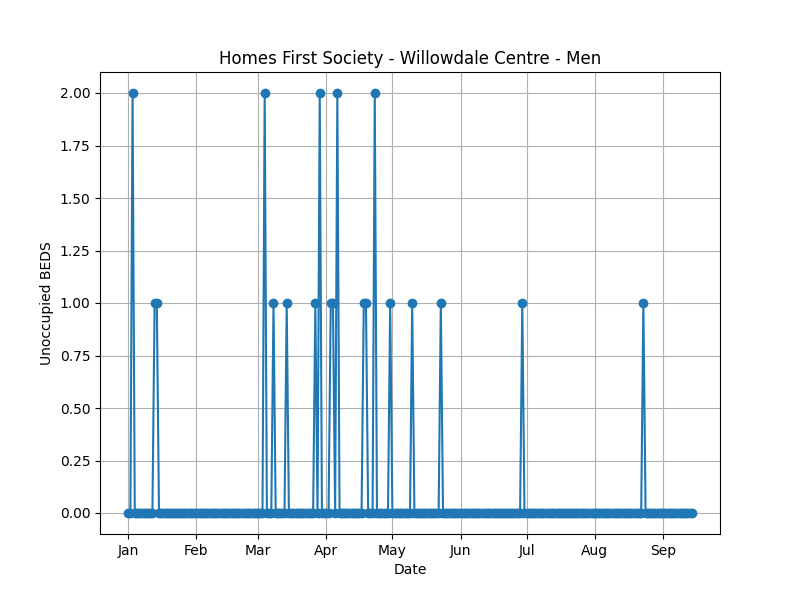 Homes First Society - Willowdale Centre - Men
2.00
1.75
1.50
1.25
1.00
0.75
0.50
0.25
0.00
Unoccupied BEDS
Jan Feb Mar Apr May Jun Jul Aug Sep
Date